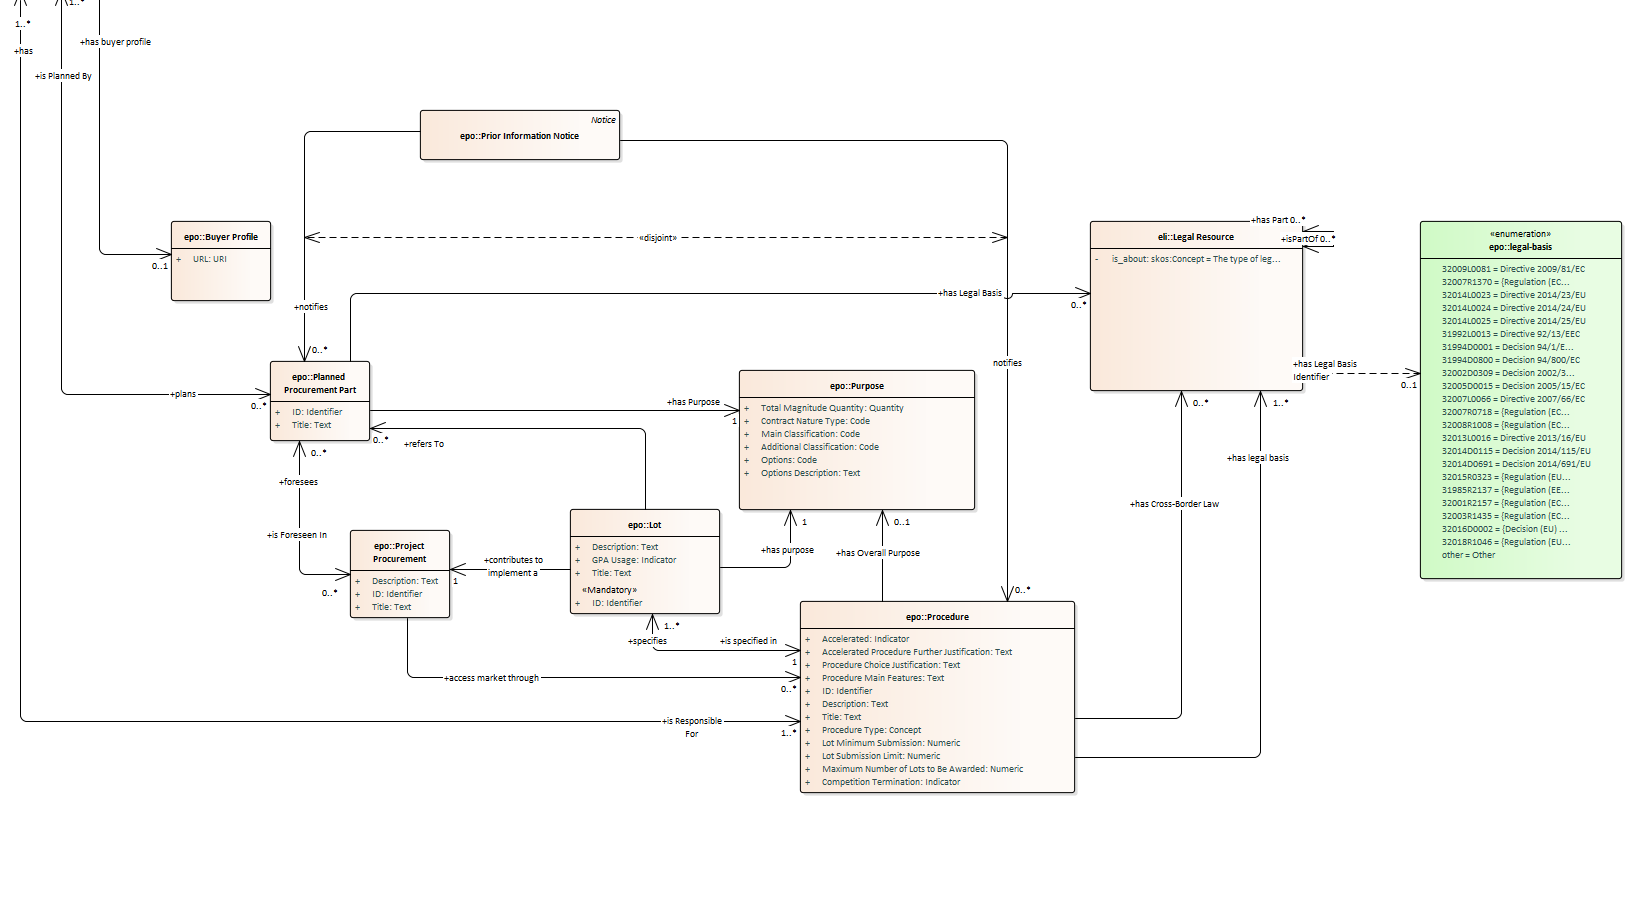 1..*
1..*
+has
+has buyer profile
+is Planned By
Notice
epo::Prior Information Notice
epo::Buyer Profile
+ URL: URI
0..1
«disjoint»
+notifies
0..*
+has Legal Basis
0..*
notifies
0..*
eli::Legal Resource
- is_about: skos:Concept = The type of leg...
+has Part 0..*
+isPartOf 0..*
+has Legal Basis
Identifier
0..1
«enumeration»
epo::legal-basis
32009L0081 = Directive 2009/81/EC
32007R1370 = {Regulation (EC...
32014L0023 = Directive 2014/23/EU
32014L0024 = Directive 2014/24/EU
32014L0025 = Directive 2014/25/EU
31992L0013 = Directive 92/13/EEC
31994D0001 = Decision 94/1/E...
31994D0800 = Decision 94/800/EC
32002D0309 = Decision 2002/3...
32005D0015 = Decision 2005/15/EC
32007L0066 = Directive 2007/66/EC
32007R0718 = {Regulation (EC...
32008R1008 = {Regulation (EC...
32013L0016 = Directive 2013/16/EU
32014D0115 = Decision 2014/115/EU
32014D0691 = Decision 2014/691/EU
32015R0323 = {Regulation (EU...
31985R2137 = {Regulation (EE...
32001R2157 = {Regulation (EC...
32003R1435 = {Regulation (EC...
32016D0002 = {Decision (EU) ...
32018R1046 = {Regulation (EU...
other = Other
epo::Planned
Procurement Part
+ ID: Identifier
+ Title: Text
+plans
0..*
+has Purpose
1
0..*
+refers To
epo::Purpose
+ Total Magnitude Quantity: Quantity
+ Contract Nature Type: Code
+ Main Classification: Code
+ Additional Classification: Code
+ Options: Code
+ Options Description: Text
0..*
+foresees
+is Foreseen In
0..*
epo::Project
Procurement
+ Description: Text
+ ID: Identifier
+ Title: Text
+contributes to
implement a
1
epo::Lot
+ Description: Text
+ GPA Usage: Indicator
+ Title: Text
«Mandatory»
+ ID: Identifier
1
+has purpose
0..1
+has Overall Purpose
1..*
+specifies
+is specified in
1
+access market through
0..*
+is Responsible
For
1..*
epo::Procedure
+ Accelerated: Indicator
+ Accelerated Procedure Further Justification: Text
+ Procedure Choice Justification: Text
+ Procedure Main Features: Text
+ ID: Identifier
+ Description: Text
+ Title: Text
+ Procedure Type: Concept
+ Lot Minimum Submission: Numeric
+ Lot Submission Limit: Numeric
+ Maximum Number of Lots to Be Awarded: Numeric
+ Competition Termination: Indicator
0..*
+has Cross-Border Law
1..*
+has legal basis